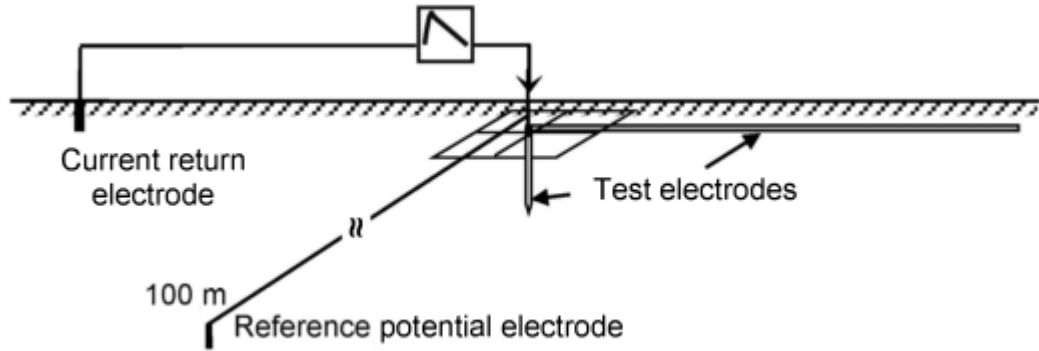 Current return
electrode
Test electrodes
100 m
Reference potential electrode